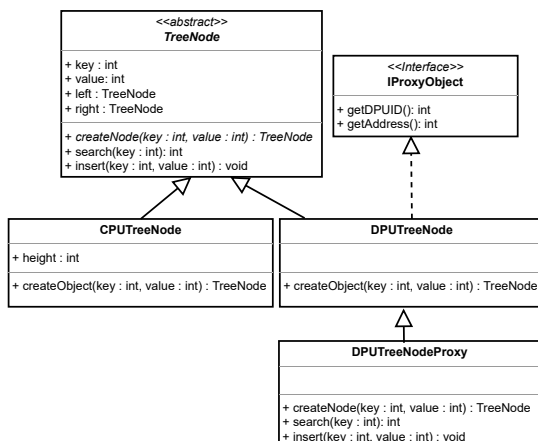 <<abstract>>
TreeNode
+ key : int
+ value: int
+ left : TreeNode
+ right : TreeNode
+ createNode(key : int, value : int) : TreeNode
+ search(key : int): int
+ insert(key : int, value : int) : void
<<Interface>>
IProxyObject
+ getDPUID(): int
+ getAddress(): int
CPUTreeNode
+ height : int
+ createObject(key : int, value : int) : TreeNode
DPUTreeNode
+ createObject(key : int, value : int) : TreeNode
DPUTreeNodeProxy
+ createNode(key : int, value : int) : TreeNode
+ search(key : int): int
+ insert(key : int, value : int) : void